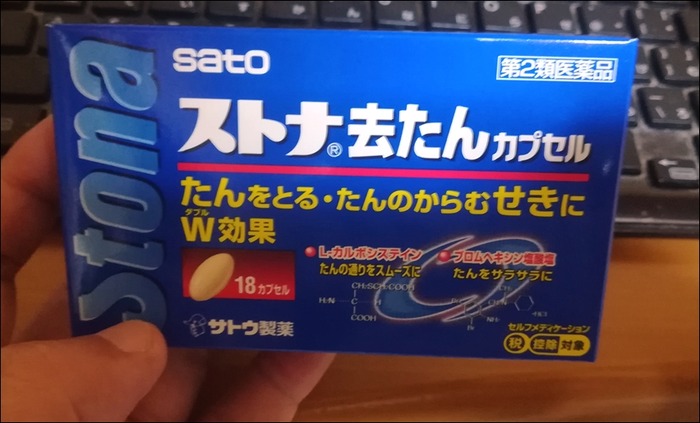 Stona
sato
第2類医薬品
ストナ®去たんカプセル
たんをとる・たんのからむせきに
ダブル
W効果
L-カルボシステイン
たんの通りをスムーズに
ブロムヘキシン塩酸塩
たんをサラサラに
18カプセル
CH₂SCH₂COOH
H₂N C H
COOH
サトウ製薬
セルフメディケーション
税 控除 対象